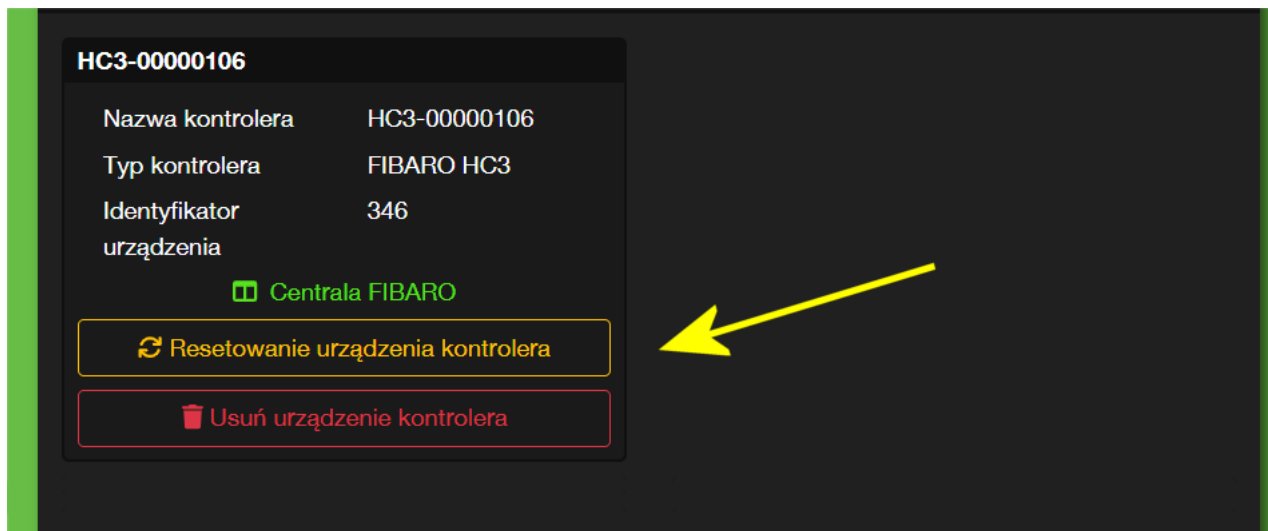 HC3-00000106
Nazwa kontrolera HC3-00000106
Typ kontrolera FIBARO HC3
Identyfikator 346
urządzenia
Centrala FIBARO
Resetowanie urządzenia kontrolera
Usuń urządzenie kontrolera